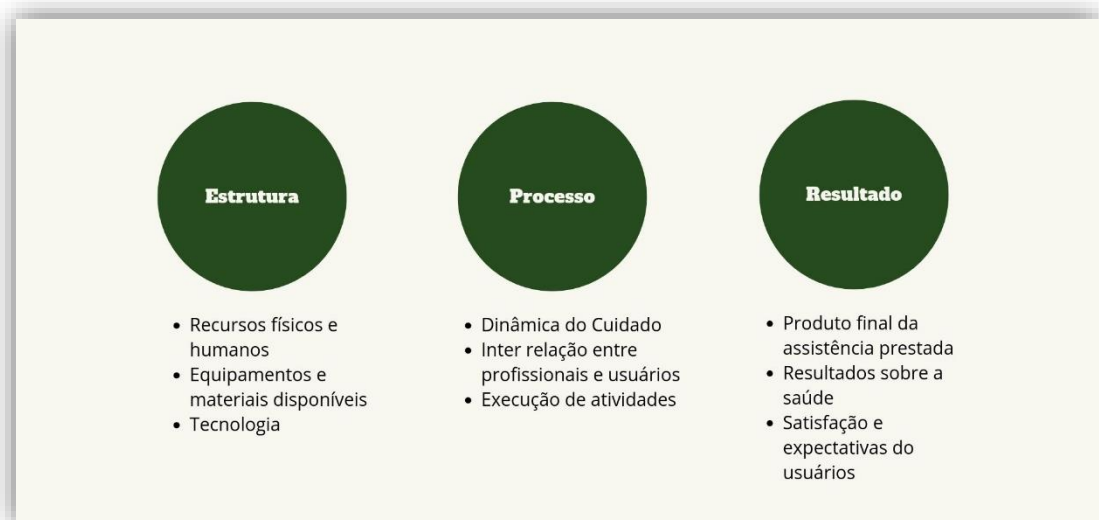 Estrutura
• Recursos físicos e
humanos
• Equipamentos e
materiais disponíveis
• Tecnologia
Processo
• Dinâmica do Cuidado
• Inter relação entre
profissionais e usuários
• Execução de atividades
Resultado
• Produto final da
assistência prestada
• Resultados sobre a
saúde
• Satisfação e
expectativas do
usuários